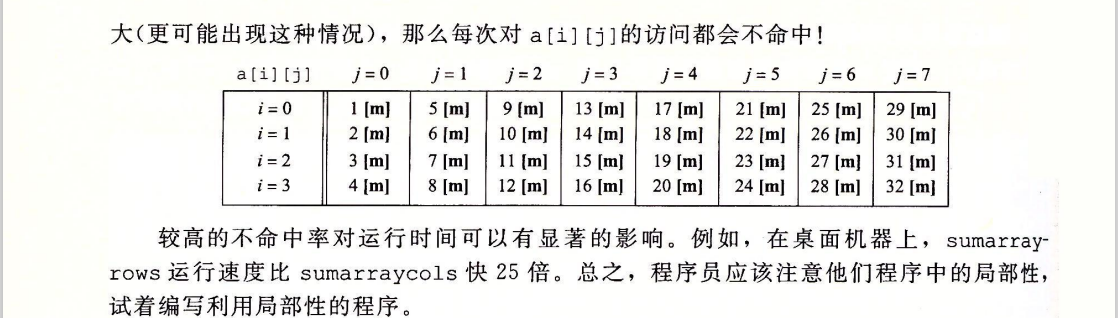 大(更可能出现这种情况)，那么每次对 a[i][j]的访问都会不命中!
a[i][j] j=0 j=1 j=2 j=3 j=4 j=5 j=6 j=7
i=0 1 [m] 5 [m] 9 [m] 13 [m] 17 [m] 21 [m] 25 [m] 29 [m]
i=1 2 [m] 6 [m] 10 [m] 14 [m] 18 [m] 22 [m] 26 [m] 30 [m]
i=2 3 [m] 7 [m] 11 [m] 15 [m] 19 [m] 23 [m] 27 [m] 31 [m]
i=3 4 [m] 8 [m] 12 [m] 16 [m] 20 [m] 24 [m] 28 [m] 32 [m]
较高的不命中率对运行时间可以有显著的影响。例如，在桌面机器上，sumarray-
rows 运行速度比 sumarraycols 快 25 倍。总之，程序员应该注意他们程序中的局部性，
试着编写利用局部性的程序。